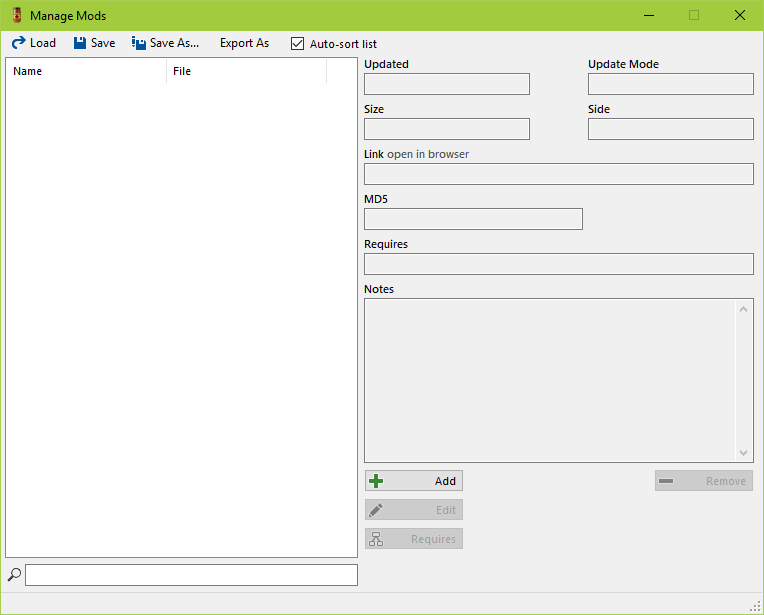 Manage Mods
Load Save Save As... Export As Auto-sort list
Name File
Updated Update Mode
Size Side
Link open in browser
MD5
Requires
Notes
Add Remove
Edit
Requires